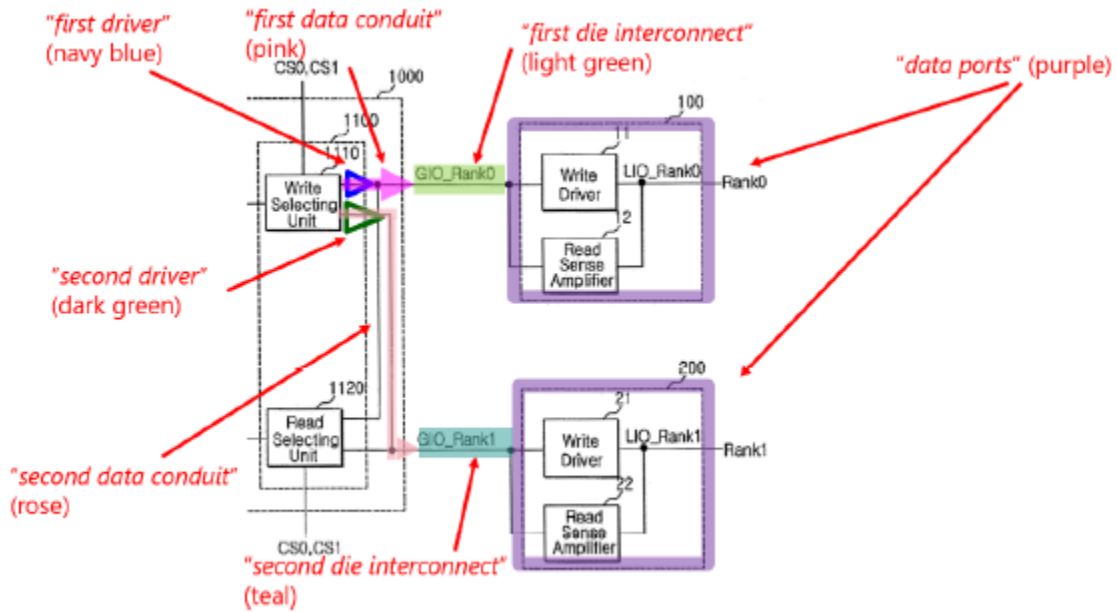 "first driver"
(navy blue)
"first data conduit"
(pink)
"first die interconnect"
(light green)
"data ports" (purple)
CS0,CS1
1000
1100
1110
Write
Selecting
Unit
GIO_Rank0
100
11
Write
Driver
LIO_Rank0
Rank0
12
Read
Sense
Amplifier
"second driver"
(dark green)
1120
Read
Selecting
Unit
GIO_Rank1
200
21
Write
Driver
LIO_Rank1
Rank1
22
Read
Sense
Amplifier
"second data conduit"
(rose)
CS0,CS1
"second die interconnect"
(teal)